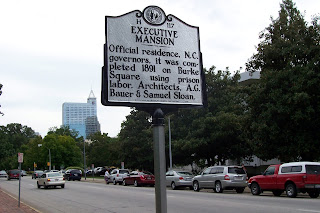 H 117
EXECUTIVE
MANSION
Official residence, N.C.
governors, it was com-
pleted 1891 on Burke
Square using prison
labor. Architects, A.G.
Bauer & Samuel Sloan.